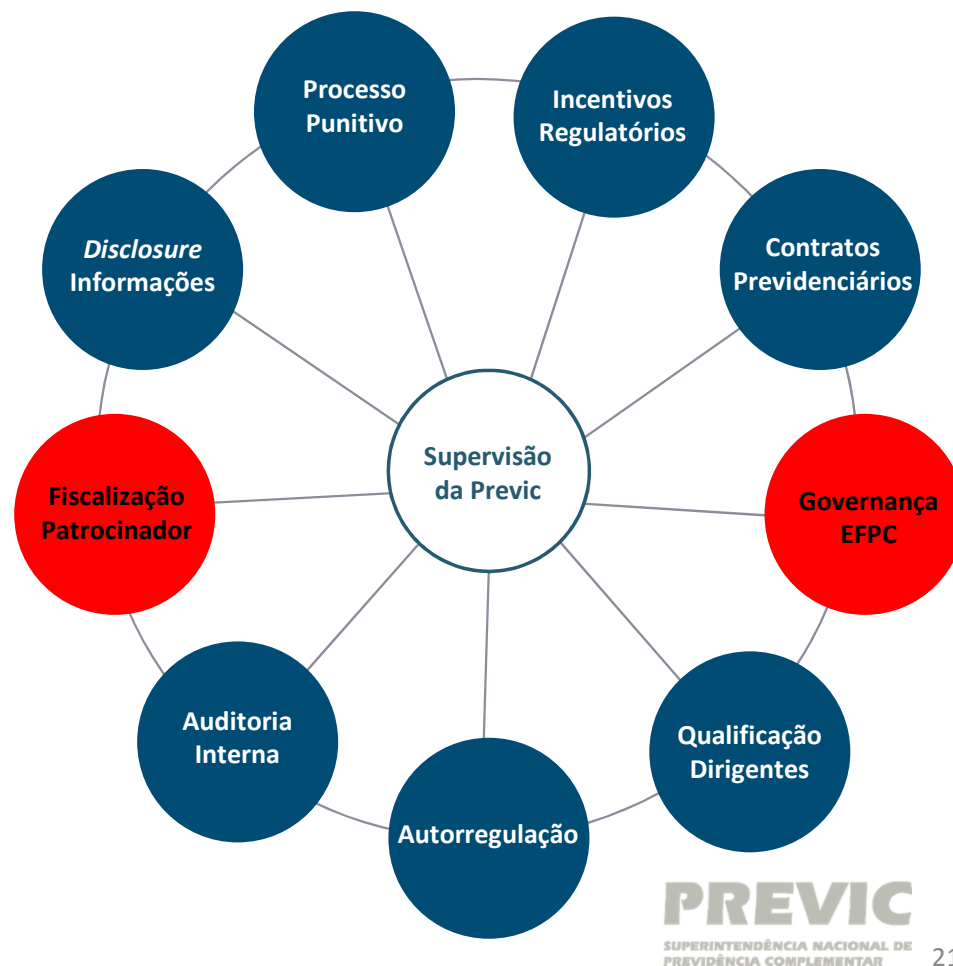 Processo
Punitivo
Incentivos
Regulatórios
Disclosure
Informações
Contratos
Previdenciários
Supervisão
da Previc
Fiscalização
Patrocinador
Governança
EFPC
Auditoria
Interna
Qualificação
Dirigentes
Autorregulação
PREVIC
SUPERINTENDÊNCIA NACIONAL DE
PREVIDÊNCIA COMPLEMENTAR
21